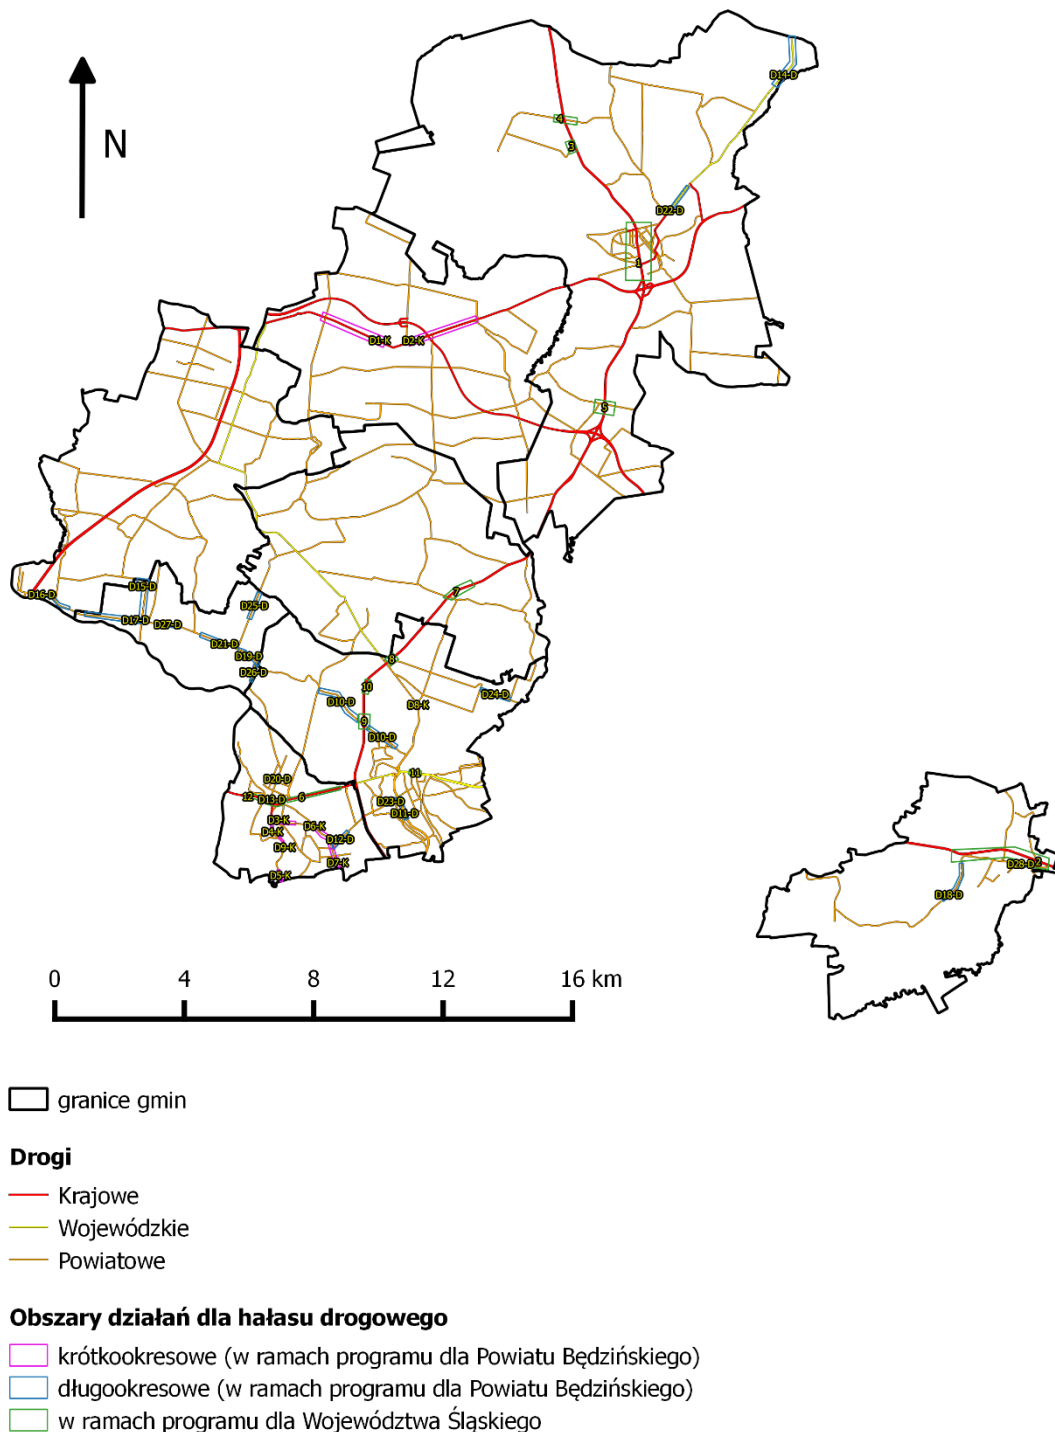 D14-D
N
4
3
D22-D
1
D1-K
D2-K
5
D16-D
D15-D
D17-D
D27-D
D25-D
D21-D
D19-D
D26-D
7
8
10
D8-K
D24-D
D10-D
9
D10-D
11
D20-D
12
D13-D
6
D23-D
D11-D
D3-K
D6-K
D4-K
D12-D
D9-K
D7-K
D5-K
D28-D
2
D18-D
0 4 8 12 16 km
granice gmin
Drogi
Krajowe
Wojewódzkie
Powiatowe
Obszary działań dla hałasu drogowego
krótkookresowe (w ramach programu dla Powiatu Będzińskiego)
długookresowe (w ramach programu dla Powiatu Będzińskiego)
w ramach programu dla Województwa Śląskiego